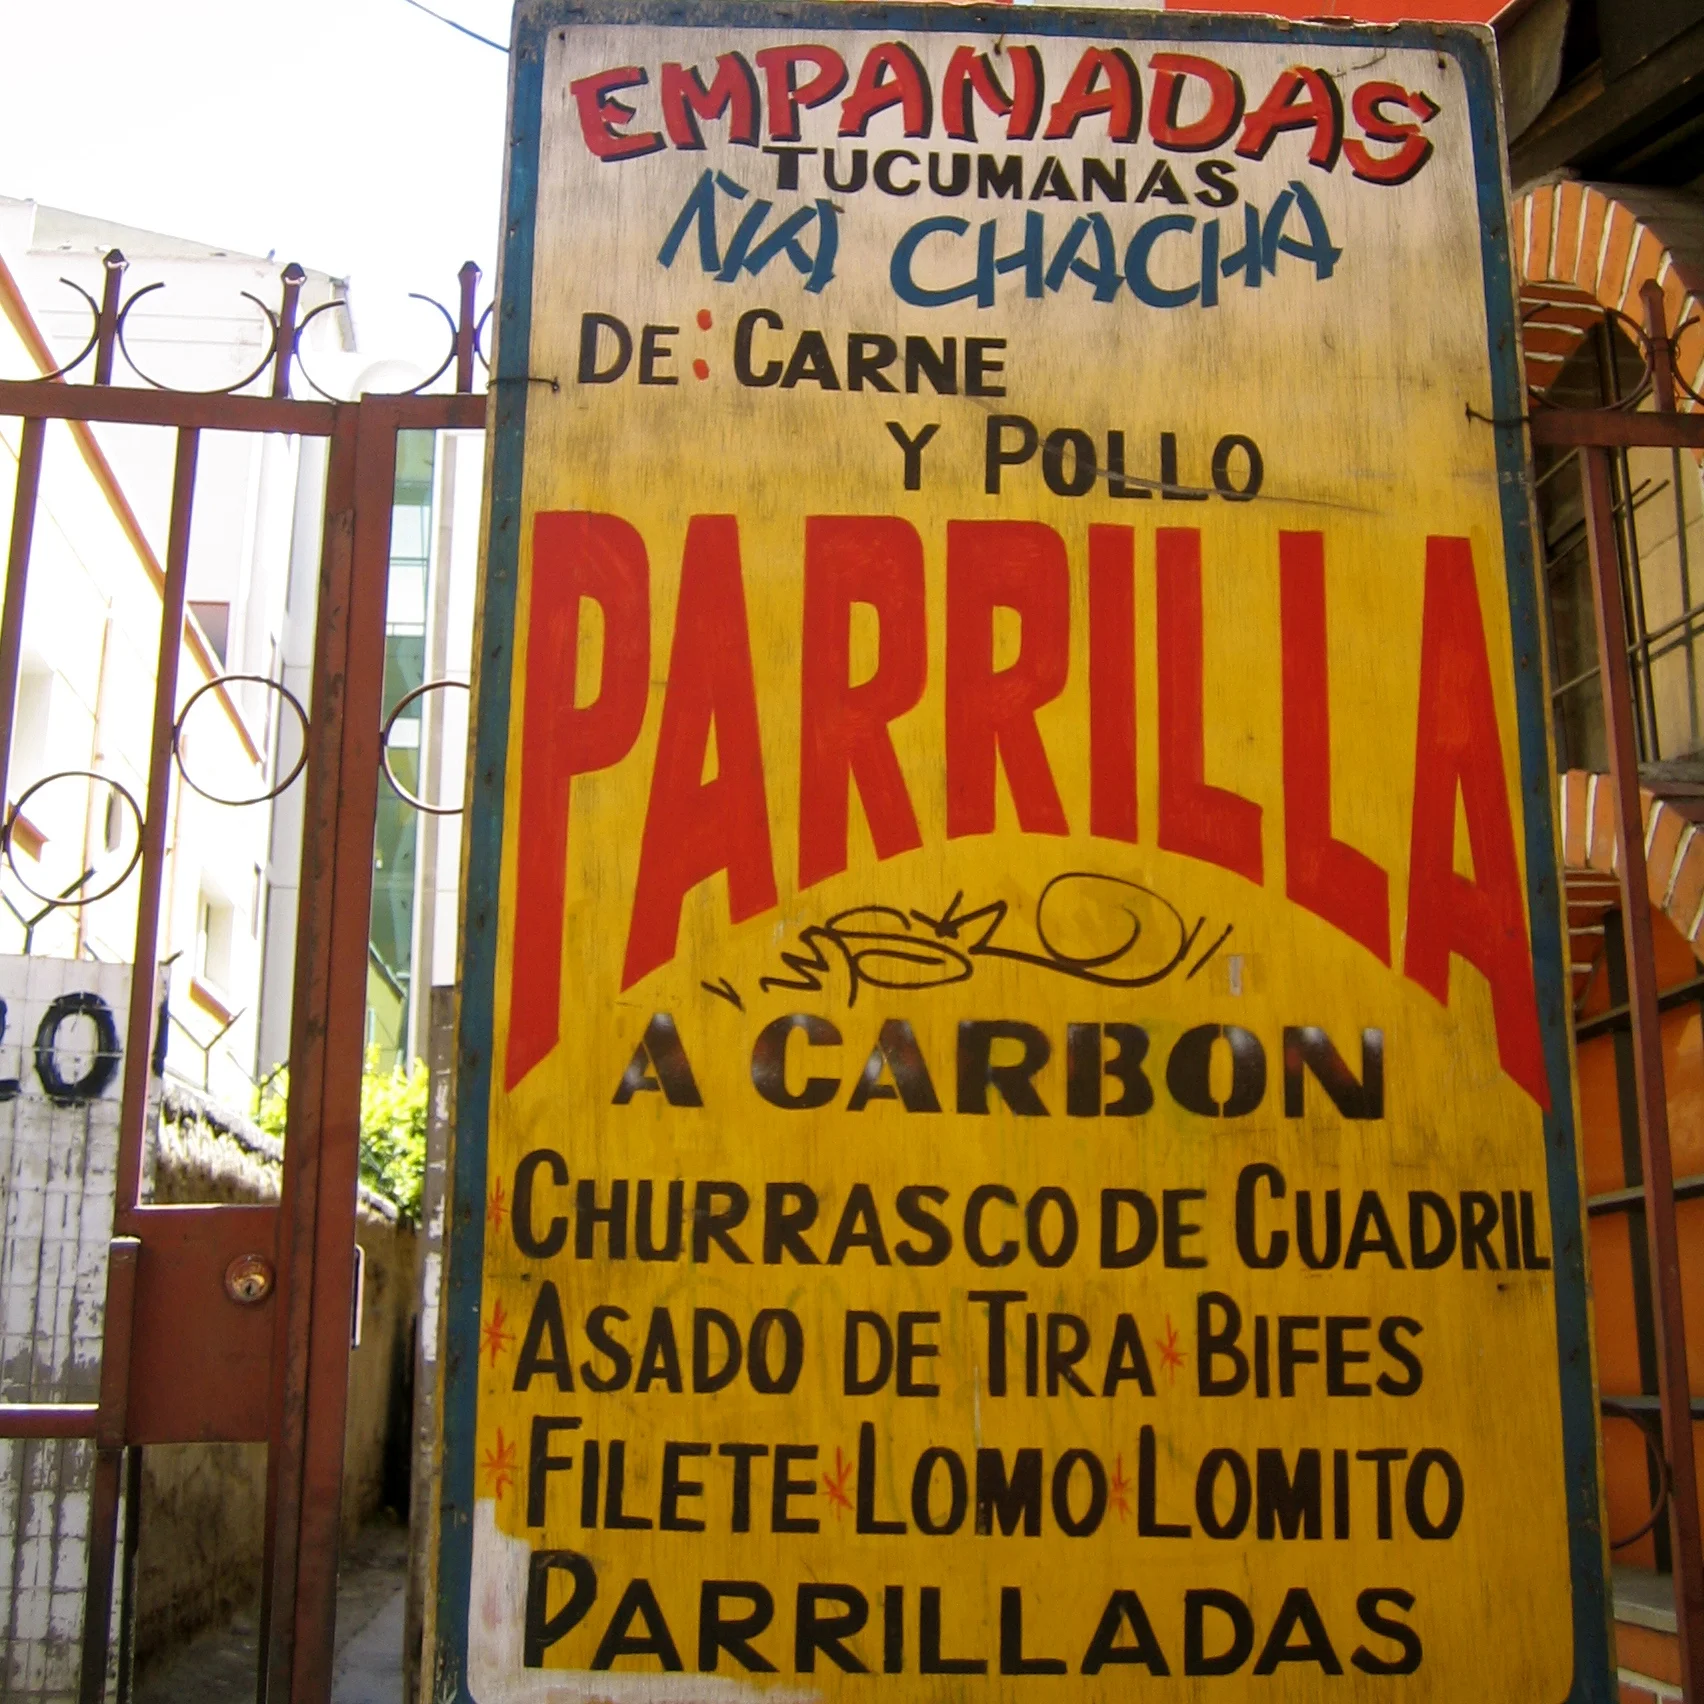 EMPANADAS
TUCUMANAS
ÑA CHACHA
DE: CARNE
Y POLLO
PARRILLA
A CARBON
* CHURRASCO DE CUADRIL
* ASADO DE TIRA * BIFES
* FILETE * LOMO * LOMITO
PARRILLADAS